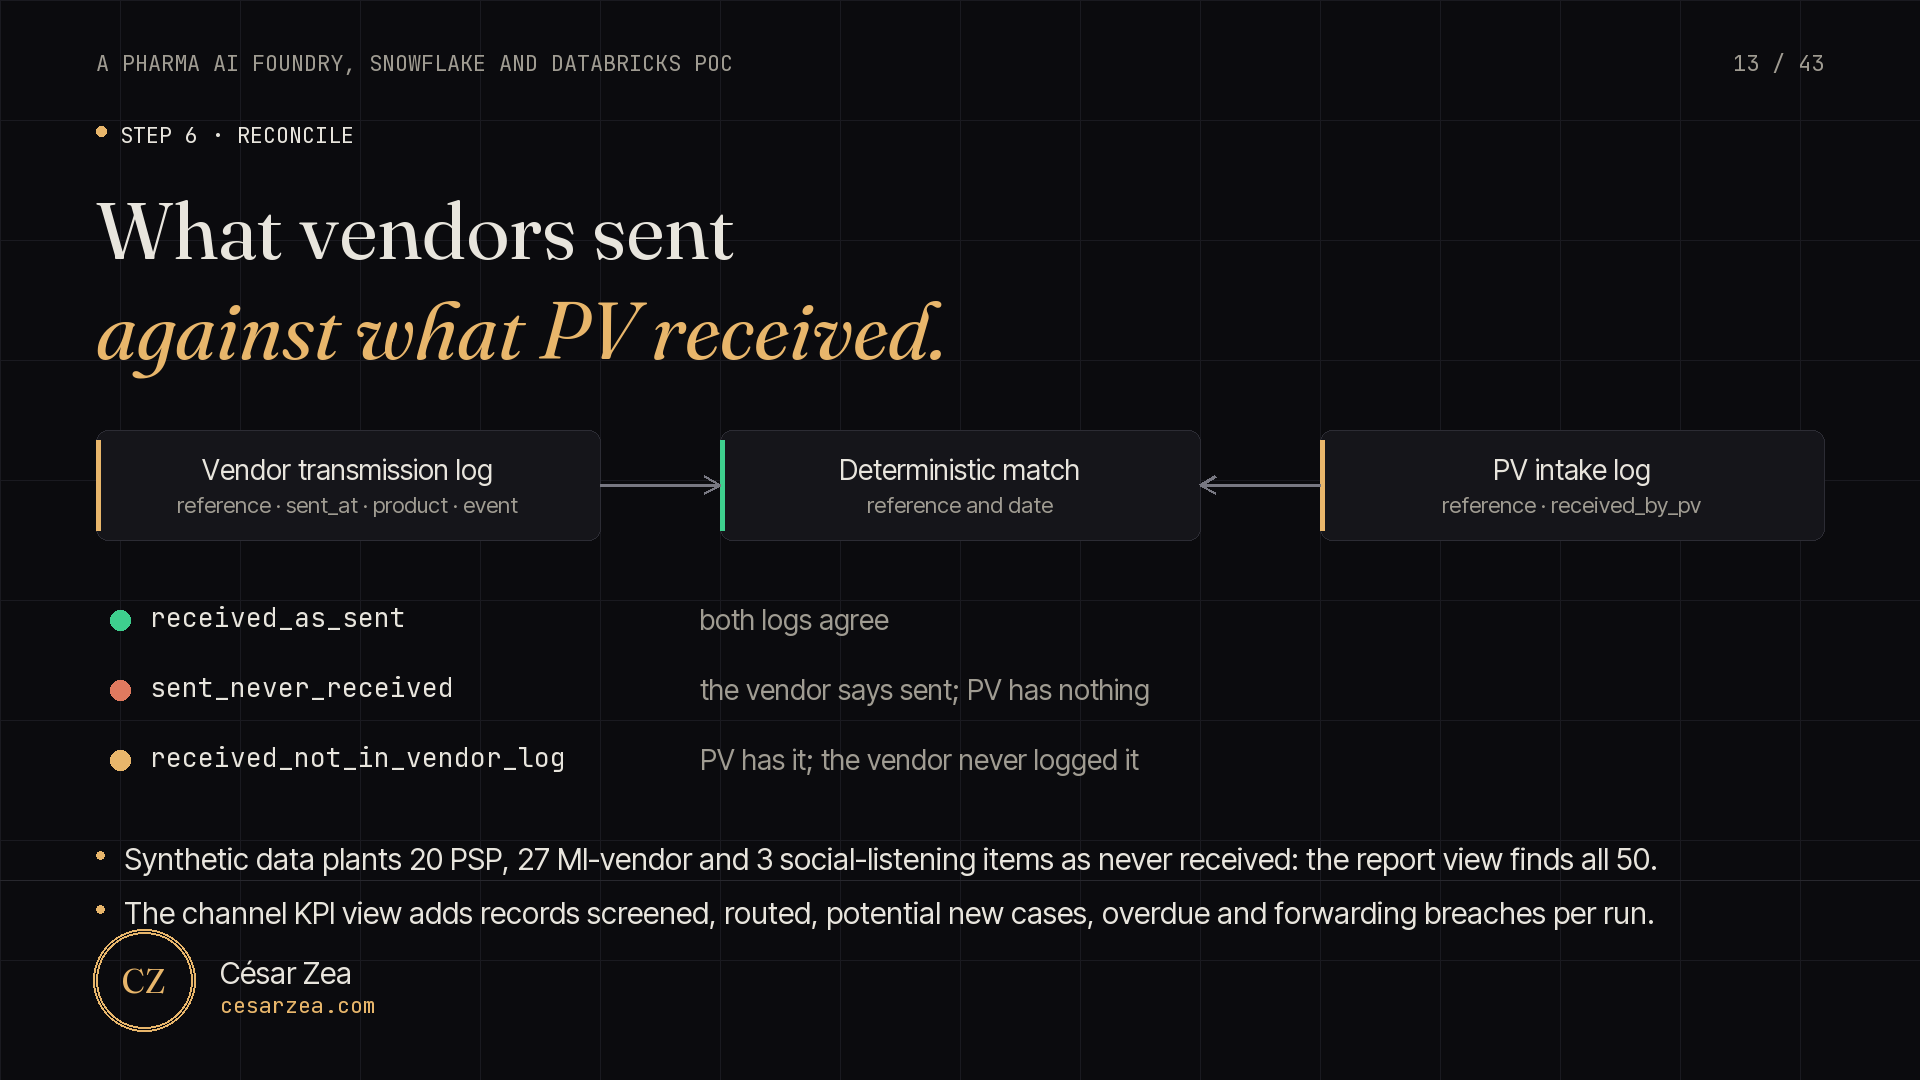 A PHARMA AI FOUNDRY, SNOWFLAKE AND DATABRICKS POC
13 / 43
STEP 6 · RECONCILE
What vendors sent
against what PV received.
Vendor transmission log
reference · sent_at · product · event
Deterministic match
reference and date
PV intake log
reference · received_by_pv
received_as_sent
both logs agree
sent_never_received
the vendor says sent; PV has nothing
received_not_in_vendor_log
PV has it; the vendor never logged it
Synthetic data plants 20 PSP, 27 MI-vendor and 3 social-listening items as never received: the report view finds all 50.
The channel KPI view adds records screened, routed, potential new cases, overdue and forwarding breaches per run.
CZ
César Zea
cesarzea.com